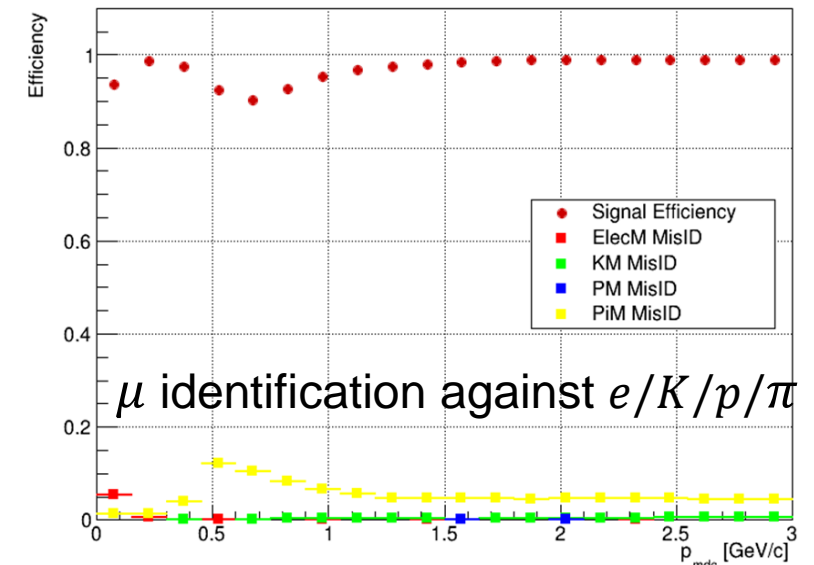 Efficiency
1
0.8
0.6
0.4
0.2
0
Signal Efficiency
ElecM MisID
KM MisID
PM MisID
PiM MisID
μ identification against e/K/p/π
0 0.5 1 1.5 2 2.5 3
p_mdc [GeV/c]